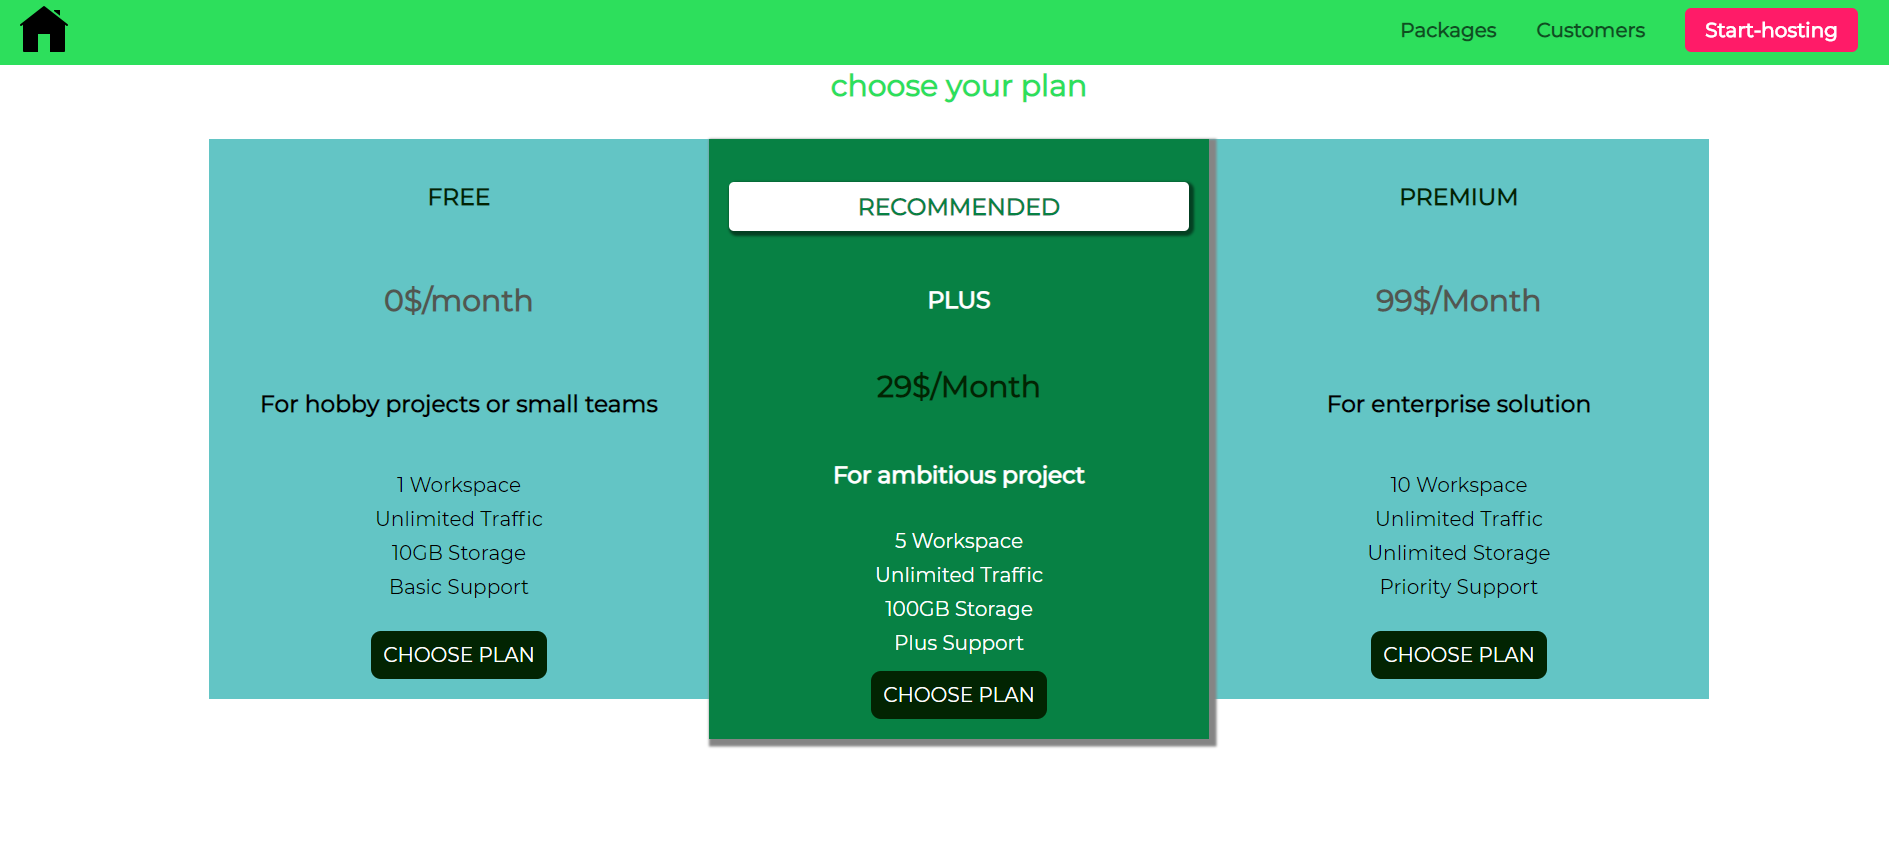 Packages
Customers
Start-hosting
choose your plan
FREE
0$/month
For hobby projects or small teams
1 Workspace
Unlimited Traffic
10GB Storage
Basic Support
CHOOSE PLAN
RECOMMENDED
PLUS
29$/Month
For ambitious project
5 Workspace
Unlimited Traffic
100GB Storage
Plus Support
CHOOSE PLAN
PREMIUM
99$/Month
For enterprise solution
10 Workspace
Unlimited Traffic
Unlimited Storage
Priority Support
CHOOSE PLAN